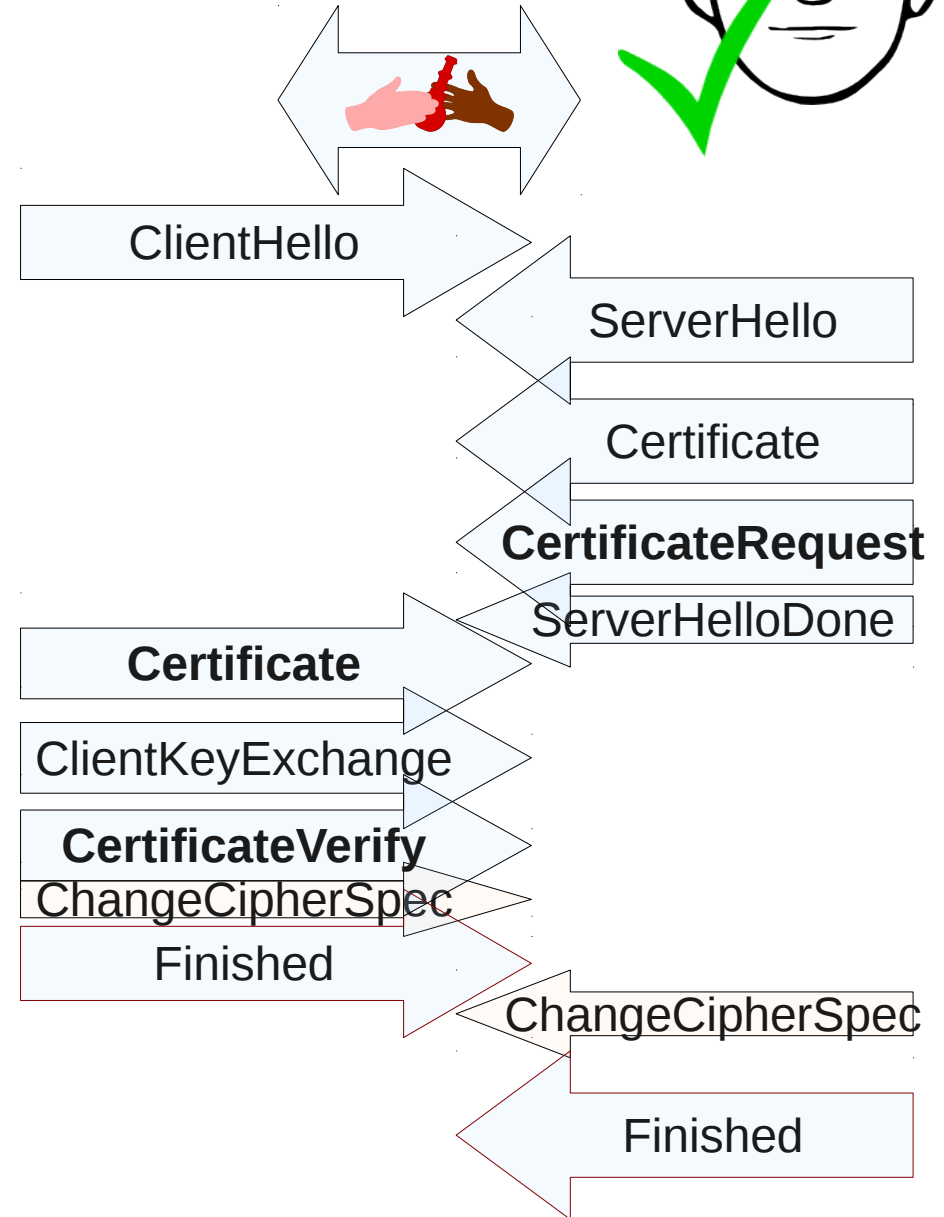 ClientHello
ServerHello
Certificate
CertificateRequest
ServerHelloDone
Certificate
ClientKeyExchange
CertificateVerify
ChangeCipherSpec
Finished
ChangeCipherSpec
Finished